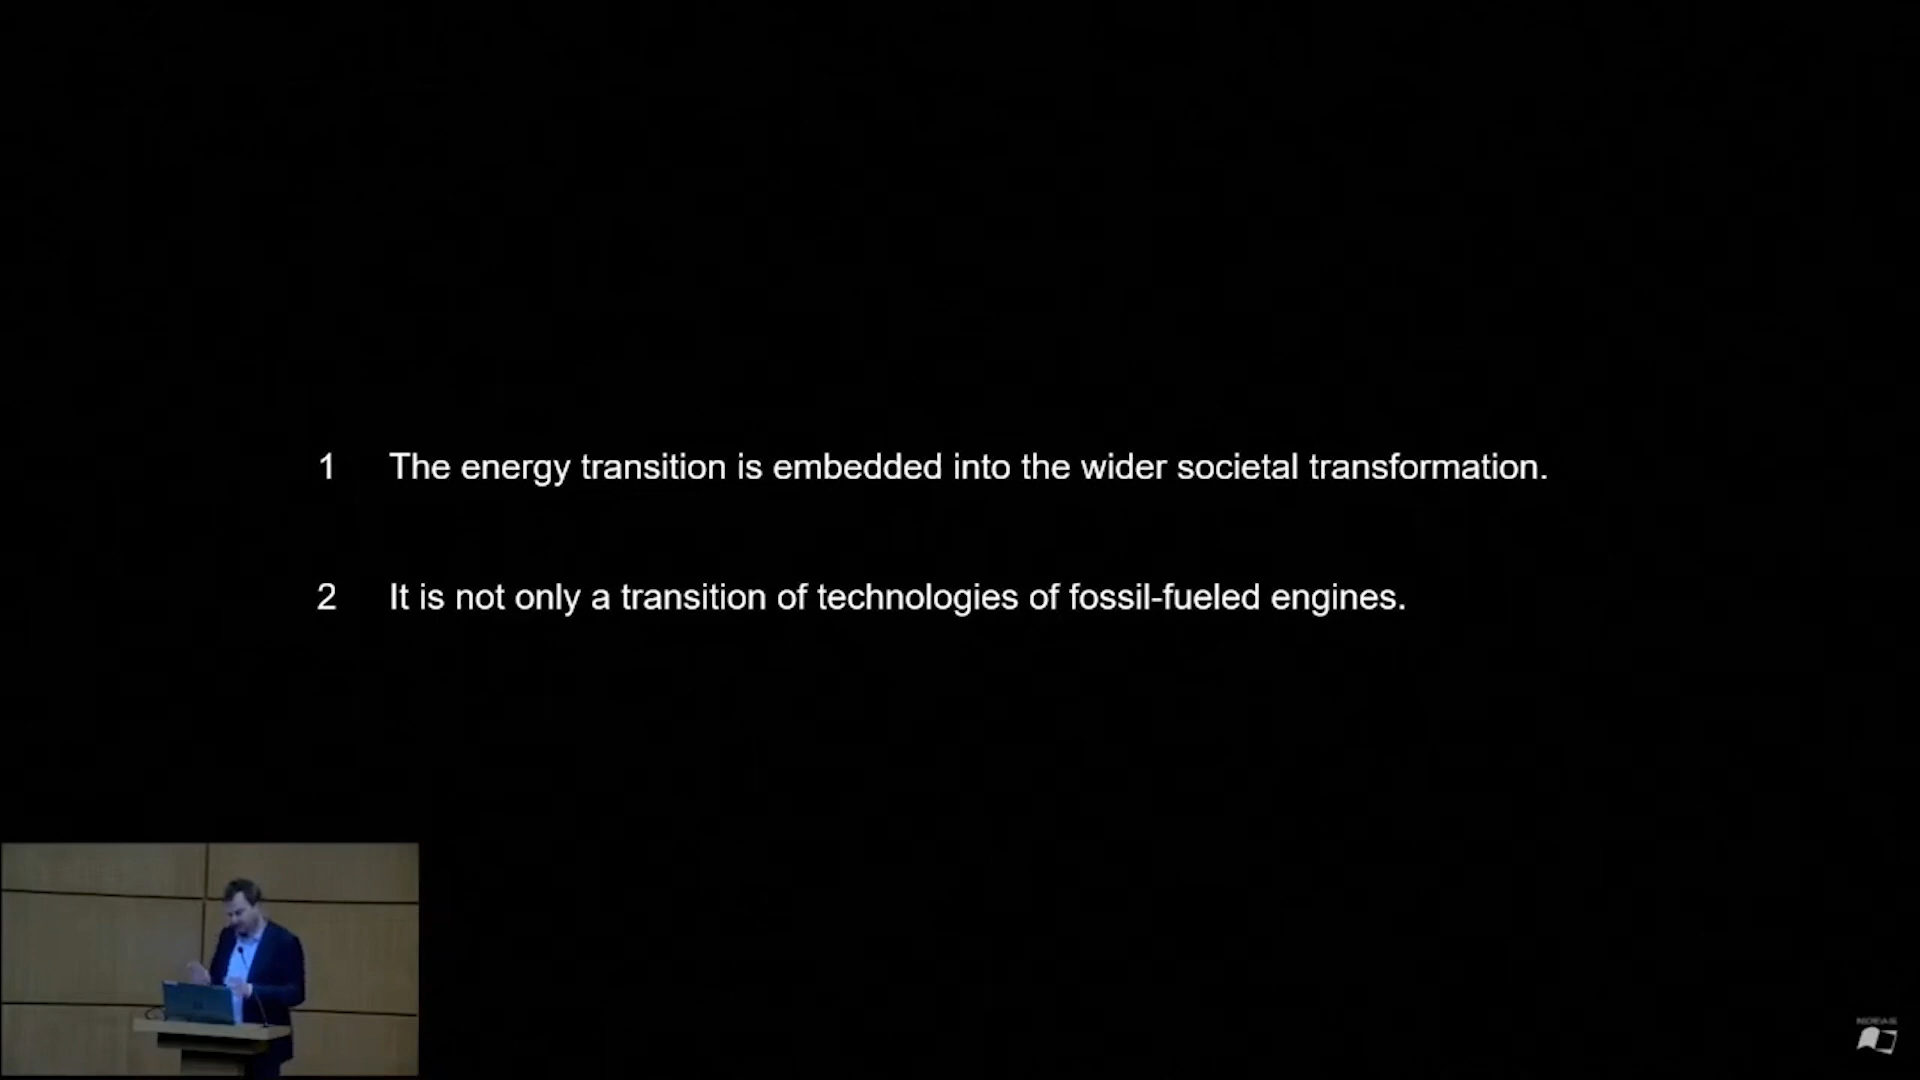 1 The energy transition is embedded into the wider societal transformation.
2 It is not only a transition of technologies of fossil-fueled engines.